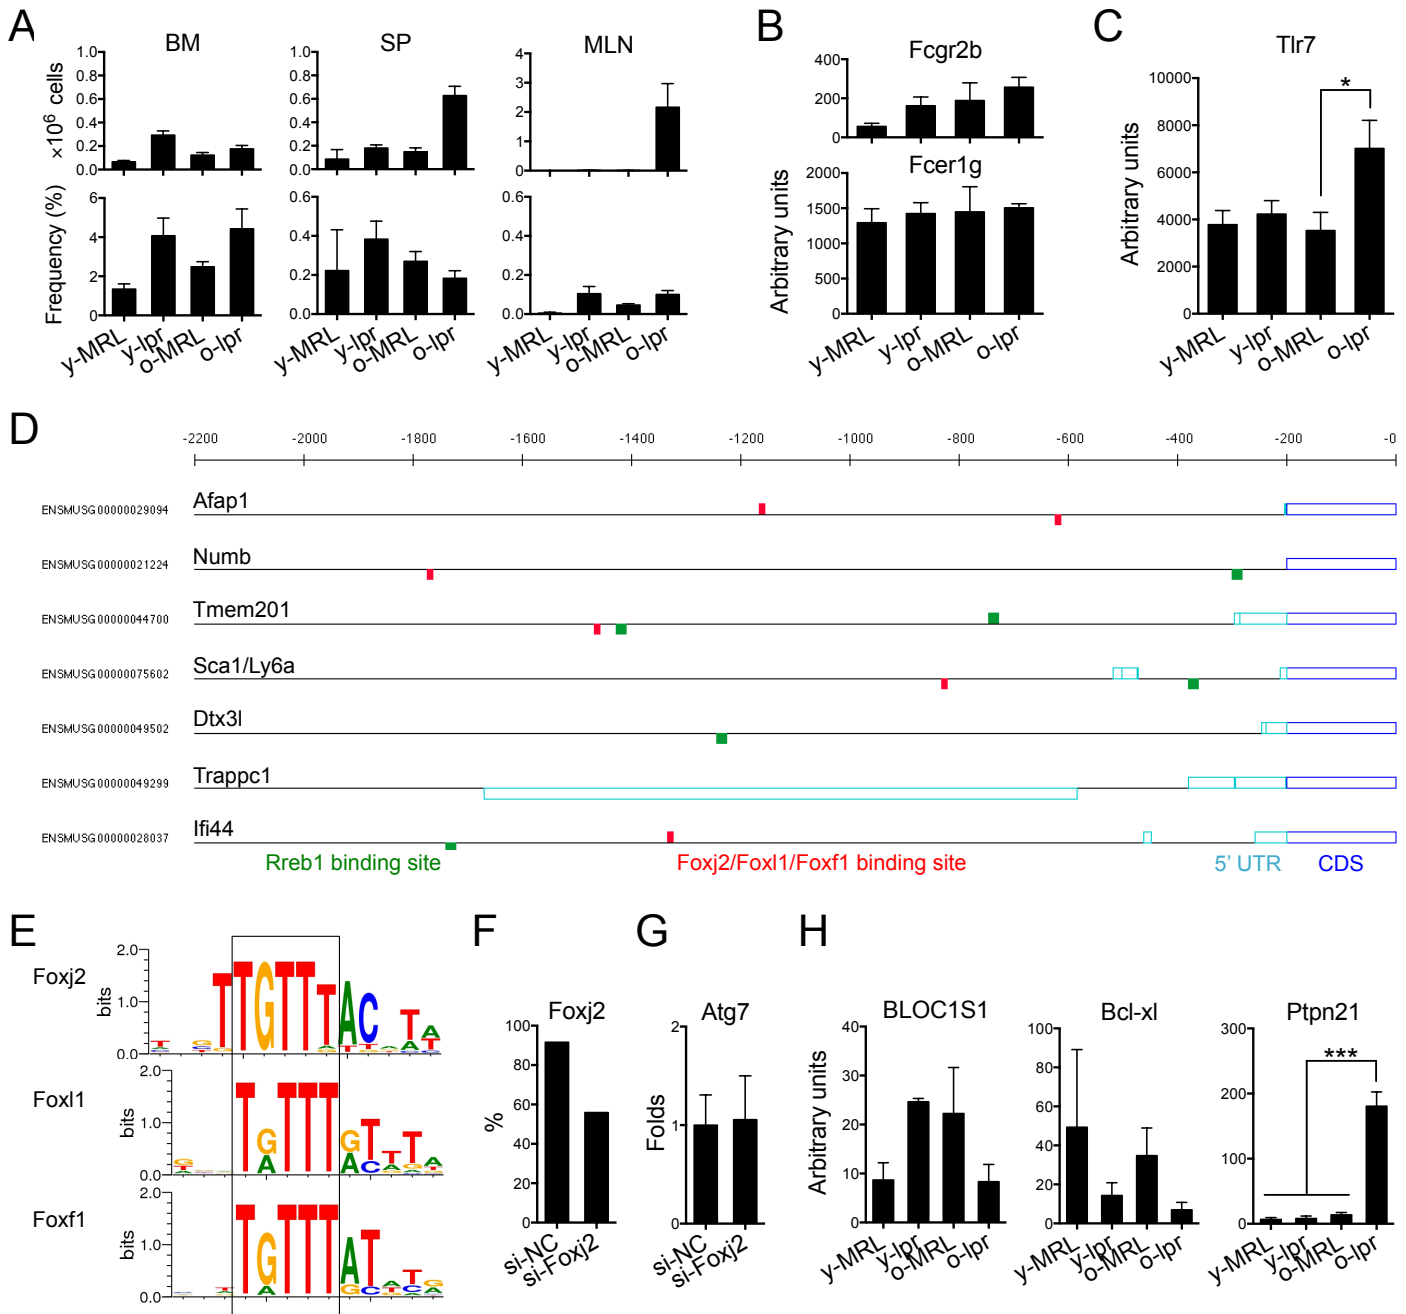 A
BM
SP
MLN
×10⁶ cells
1.0
0.8
0.6
0.4
0.2
0.0
1.0
0.8
0.6
0.4
0.2
0.0
4
3
2
1
0
Frequency (%)
6
4
2
0
0.6
0.4
0.2
0.0
0.6
0.4
0.2
0.0
y-MRL
y-lpr
o-MRL
o-lpr
y-MRL
y-lpr
o-MRL
o-lpr
y-MRL
y-lpr
o-MRL
o-lpr
B
Fcgr2b
400
200
0
Fcer1g
Arbitrary units
2000
1500
1000
500
0
y-MRL
y-lpr
o-MRL
o-lpr
C
Tlr7
Arbitrary units
10000
8000
6000
4000
2000
0
*
y-MRL
y-lpr
o-MRL
o-lpr
D
-2200 -2000 -1800 -1600 -1400 -1200 -1000 -800 -600 -400 -200 -0
ENSMUSG00000029094 Afap1
ENSMUSG00000021224 Numb
ENSMUSG00000044700 Tmem201
ENSMUSG00000075602 Sca1/Ly6a
ENSMUSG00000049502 Dtx3l
ENSMUSG00000049299 Trappc1
ENSMUSG00000028037 Ifi44
Rreb1 binding site
Foxj2/Foxl1/Foxf1 binding site
5' UTR
CDS
E
Foxj2
bits
2.0
1.0
0.0
TTGTTTACTA
Foxl1
bits
2.0
1.0
0.0
TGTTTGTTTA
Foxf1
bits
2.0
1.0
0.0
TGTTTATATG
F
Foxj2
%
100
80
60
40
20
0
si-NC
si-Foxj2
G
Atg7
Folds
2
1
0
si-NC
si-Foxj2
H
BLOC1S1
Arbitrary units
40
30
20
10
0
y-MRL
y-lpr
o-MRL
o-lpr
Bcl-xl
100
80
60
40
20
0
y-MRL
y-lpr
o-MRL
o-lpr
Ptpn21
300
200
100
0
***
y-MRL
y-lpr
o-MRL
o-lpr